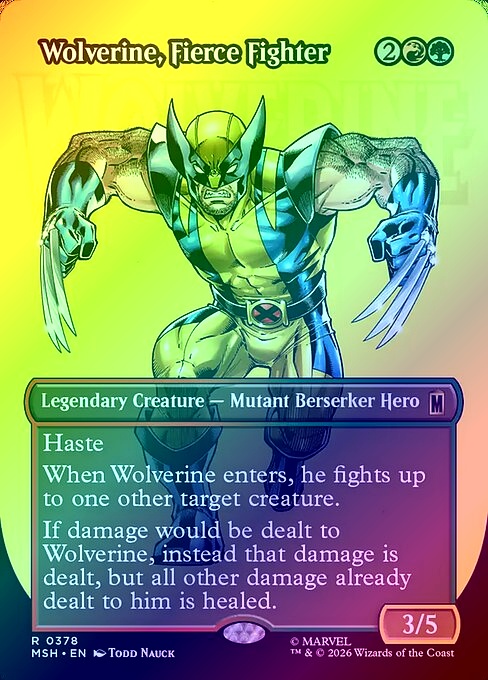 Wolverine, Fierce Fighter
2
WOLVERINE
Legendary Creature — Mutant Berserker Hero
M
Haste
When Wolverine enters, he fights up
to one other target creature.
If damage would be dealt to
Wolverine, instead that damage is
dealt, but all other damage already
dealt to him is healed.
3/5
R 0378
MSH • EN Todd Nauck
© MARVEL
™ & © 2026 Wizards of the Coast